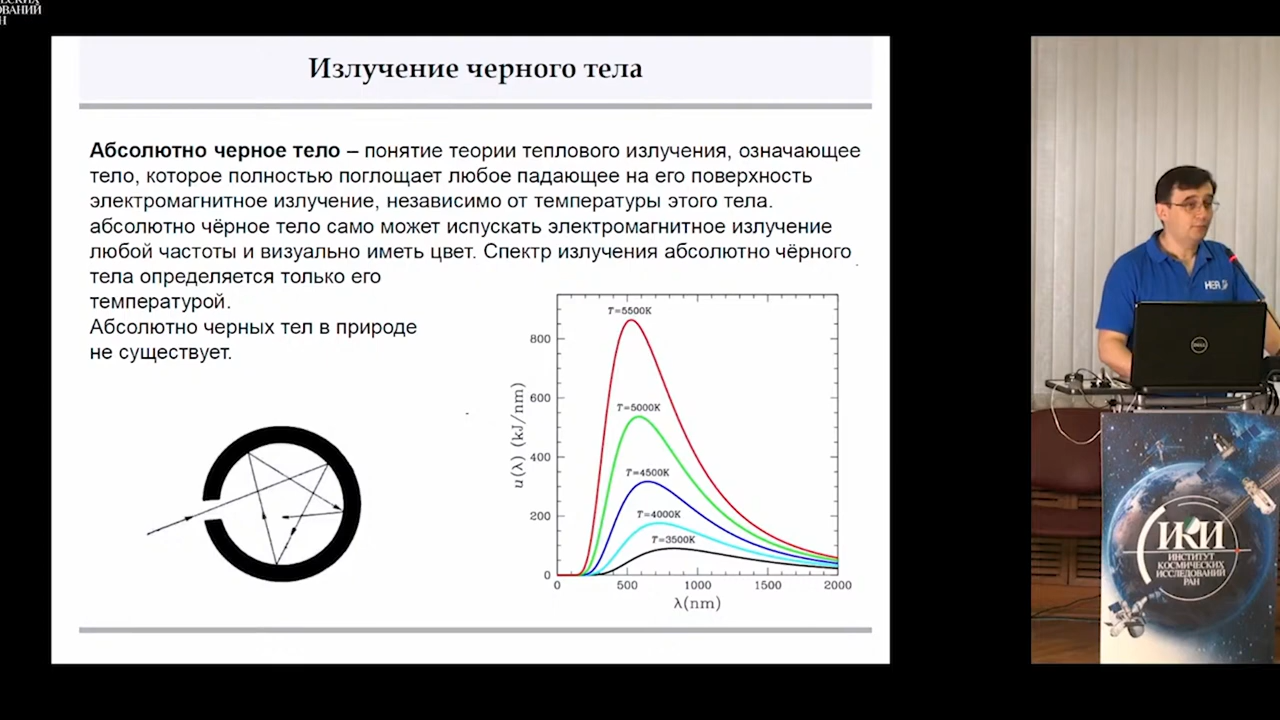 Излучение черного тела
Абсолютно черное тело – понятие теории теплового излучения, означающее
тело, которое полностью поглощает любое падающее на его поверхность
электромагнитное излучение, независимо от температуры этого тела.
абсолютно чёрное тело само может испускать электромагнитное излучение
любой частоты и визуально иметь цвет. Спектр излучения абсолютно чёрного
тела определяется только его
температурой.
Абсолютно черных тел в природе
не существует.
T=5500K
T=5000K
T=4500K
T=4000K
T=3500K
u(λ) (kJ/nm)
800
600
400
200
0
0 500 1000 1500 2000
λ(nm)
DELL
ИКИ
ИНСТИТУТ
КОСМИЧЕСКИХ
ИССЛЕДОВАНИЙ
РАН